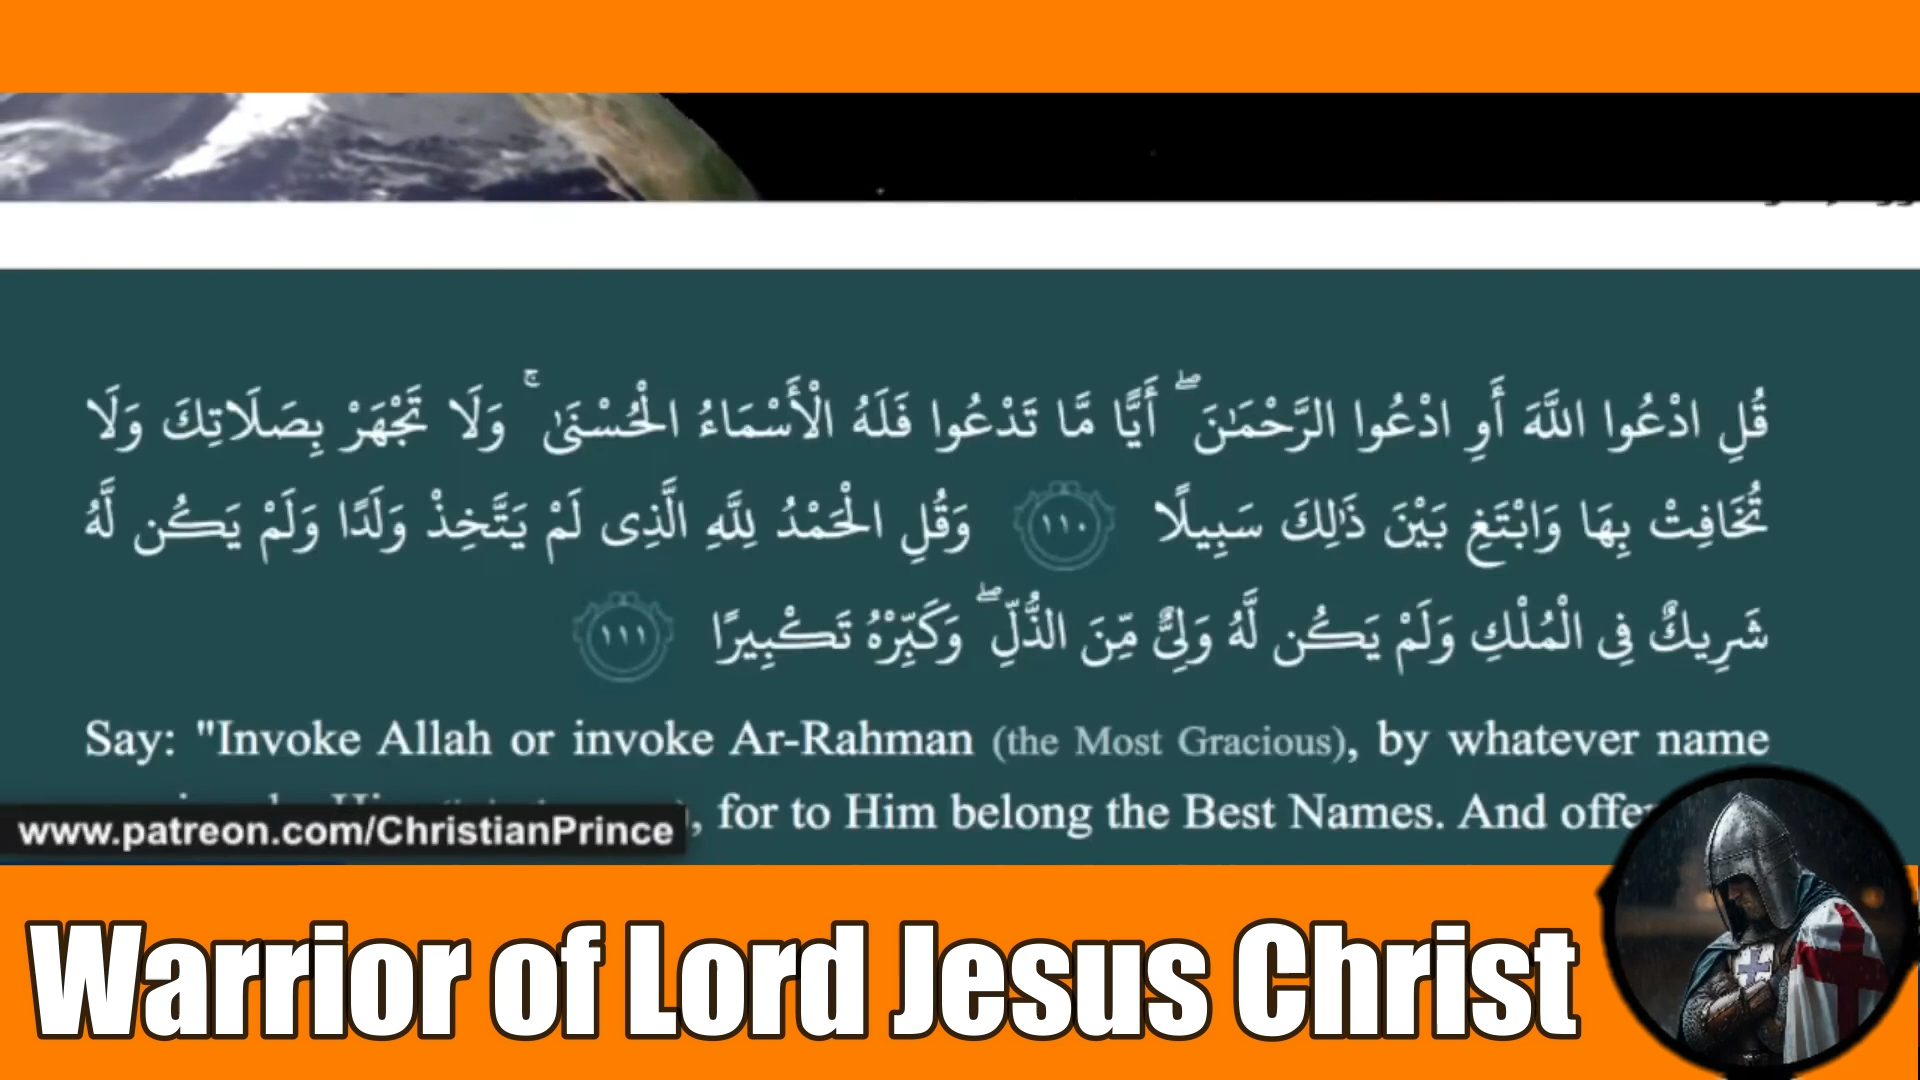 قُلِ ادْعُوا اللَّهَ أَوِ ادْعُوا الرَّحْمَٰنَ ۖ أَيًّا مَّا تَدْعُوا فَلَهُ الْأَسْمَاءُ الْحُسْنَىٰ ۚ وَلَا تَجْهَرْ بِصَلَاتِكَ وَلَا
تُخَافِتْ بِهَا وَابْتَغِ بَيْنَ ذَٰلِكَ سَبِيلًا ١١٠ وَقُلِ الْحَمْدُ لِلَّهِ الَّذِى لَمْ يَتَّخِذْ وَلَدًا وَلَمْ يَكُن لَّهُ
شَرِيكٌ فِى الْمُلْكِ وَلَمْ يَكُن لَّهُ وَلِىٌّ مِّنَ الذُّلِّ ۖ وَكَبِّرْهُ تَكْبِيرًا ١١١
Say: "Invoke Allah or invoke Ar-Rahman (the Most Gracious), by whatever name
, for to Him belong the Best Names. And offer
www.patreon.com/ChristianPrince
Warrior of Lord Jesus Christ